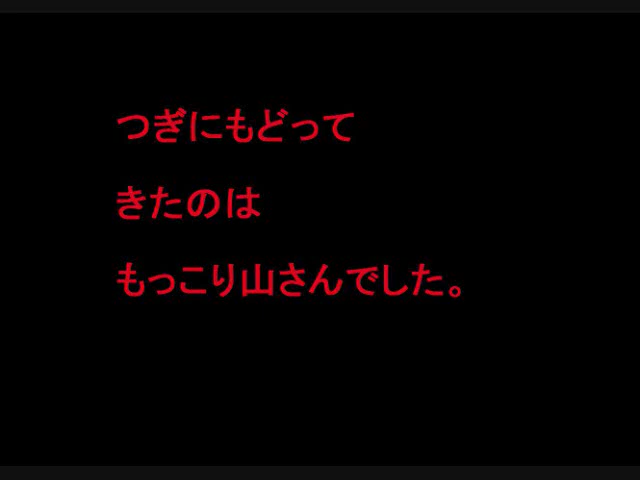 つぎにもどって
きたのは
もっこり山さんでした。